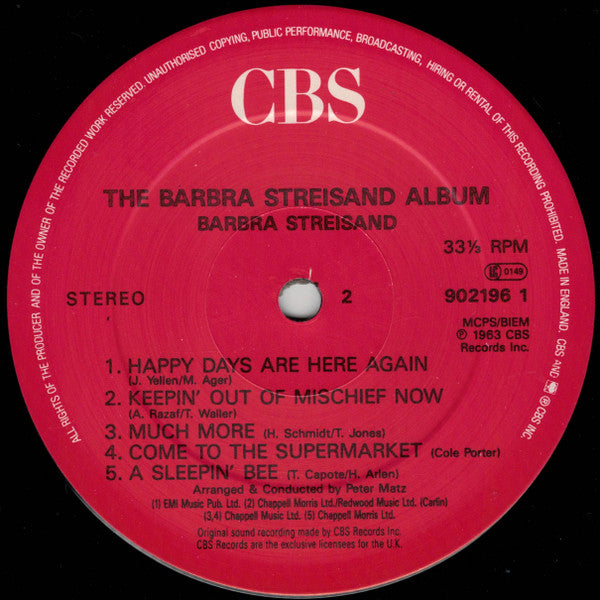 ALL RIGHTS OF THE PRODUCER AND OF THE OWNER OF THE RECORDED WORK RESERVED. UNAUTHORISED COPYING, PUBLIC PERFORMANCE, BROADCASTING, HIRING OR RENTAL OF THIS RECORDING PROHIBITED. MADE IN ENGLAND. CBS AND ® CBS INC.
CBS
THE BARBRA STREISAND ALBUM
BARBRA STREISAND
33⅓ RPM
LC 0149
STEREO 2 902196 1
MCPS/BIEM
℗ 1963 CBS
Records Inc.
1. HAPPY DAYS ARE HERE AGAIN
(J. Yellen/M. Ager)
2. KEEPIN' OUT OF MISCHIEF NOW
(A. Razaf/T. Waller)
3. MUCH MORE (H. Schmidt/T. Jones)
4. COME TO THE SUPERMARKET (Cole Porter)
5. A SLEEPIN' BEE (T. Capote/H. Arlen)
Arranged & Conducted by Peter Matz
(1) EMI Music Pub. Ltd. (2) Chappell Morris Ltd./Redwood Music Ltd. (Carlin)
(3,4) Chappell Music Ltd. (5) Chappell Morris Ltd.
Original sound recording made by CBS Records Inc.
CBS Records are the exclusive licensees for the U.K.